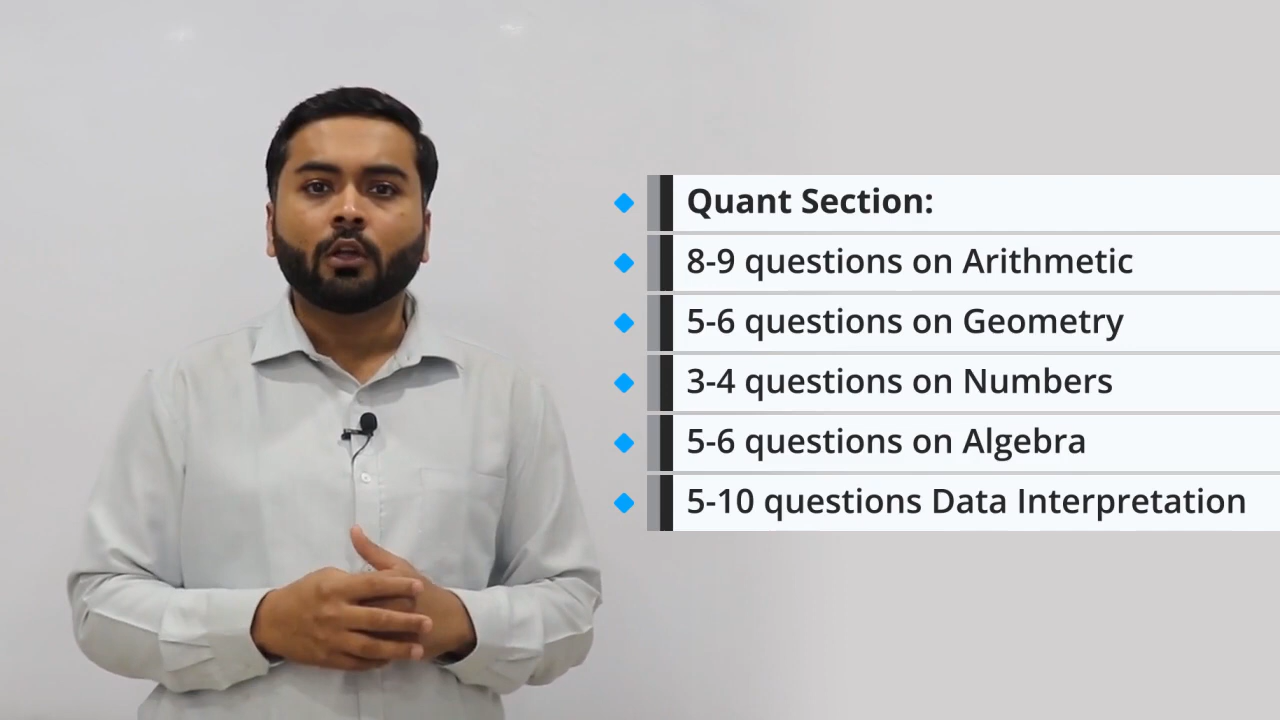 Quant Section:
8-9 questions on Arithmetic
5-6 questions on Geometry
3-4 questions on Numbers
5-6 questions on Algebra
5-10 questions Data Interpretation